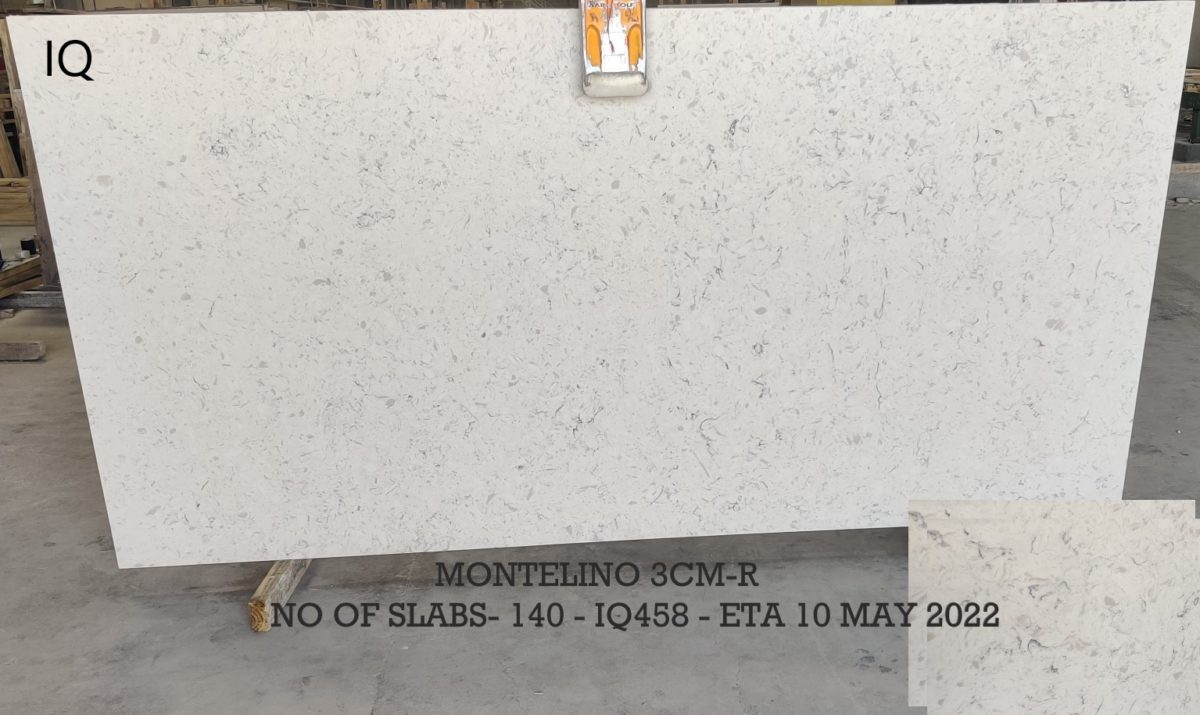 IQ
MONTELINO 3CM-R
NO OF SLABS- 140 - IQ458 - ETA 10 MAY 2022